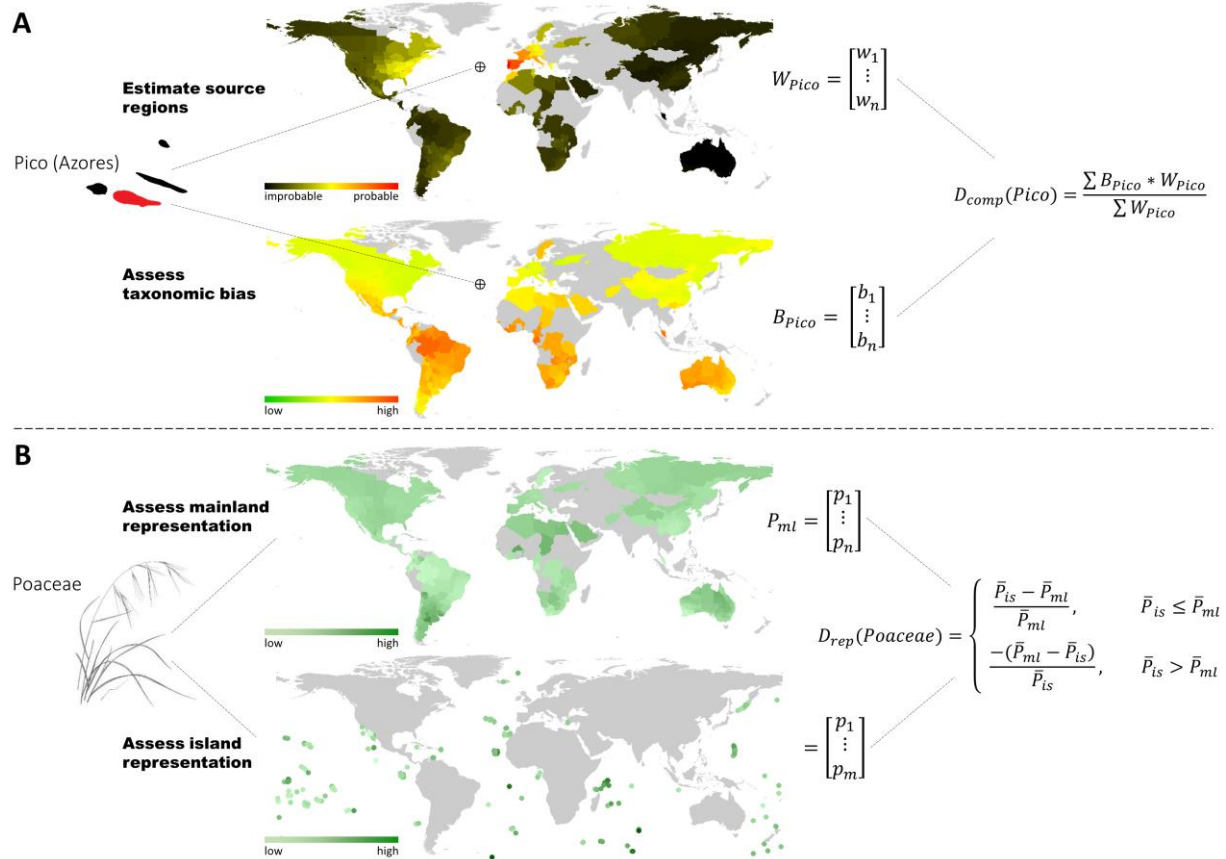 A
Estimate source
regions
Pico (Azores)
improbable probable
Assess
taxonomic bias
low high
W_Pico = [w_1 ⋮ w_n]
B_Pico = [b_1 ⋮ b_n]
D_comp(Pico) = ∑ B_Pico * W_Pico / ∑ W_Pico
B
Assess mainland
representation
Poaceae
low high
Assess island
representation
low high
P_ml = [p_1 ⋮ p_n]
= [p_1 ⋮ p_m]
D_rep(Poaceae) = {
(P̅_is − P̅_ml) / P̅_ml, P̅_is ≤ P̅_ml
−(P̅_ml − P̅_is) / P̅_is, P̅_is > P̅_ml